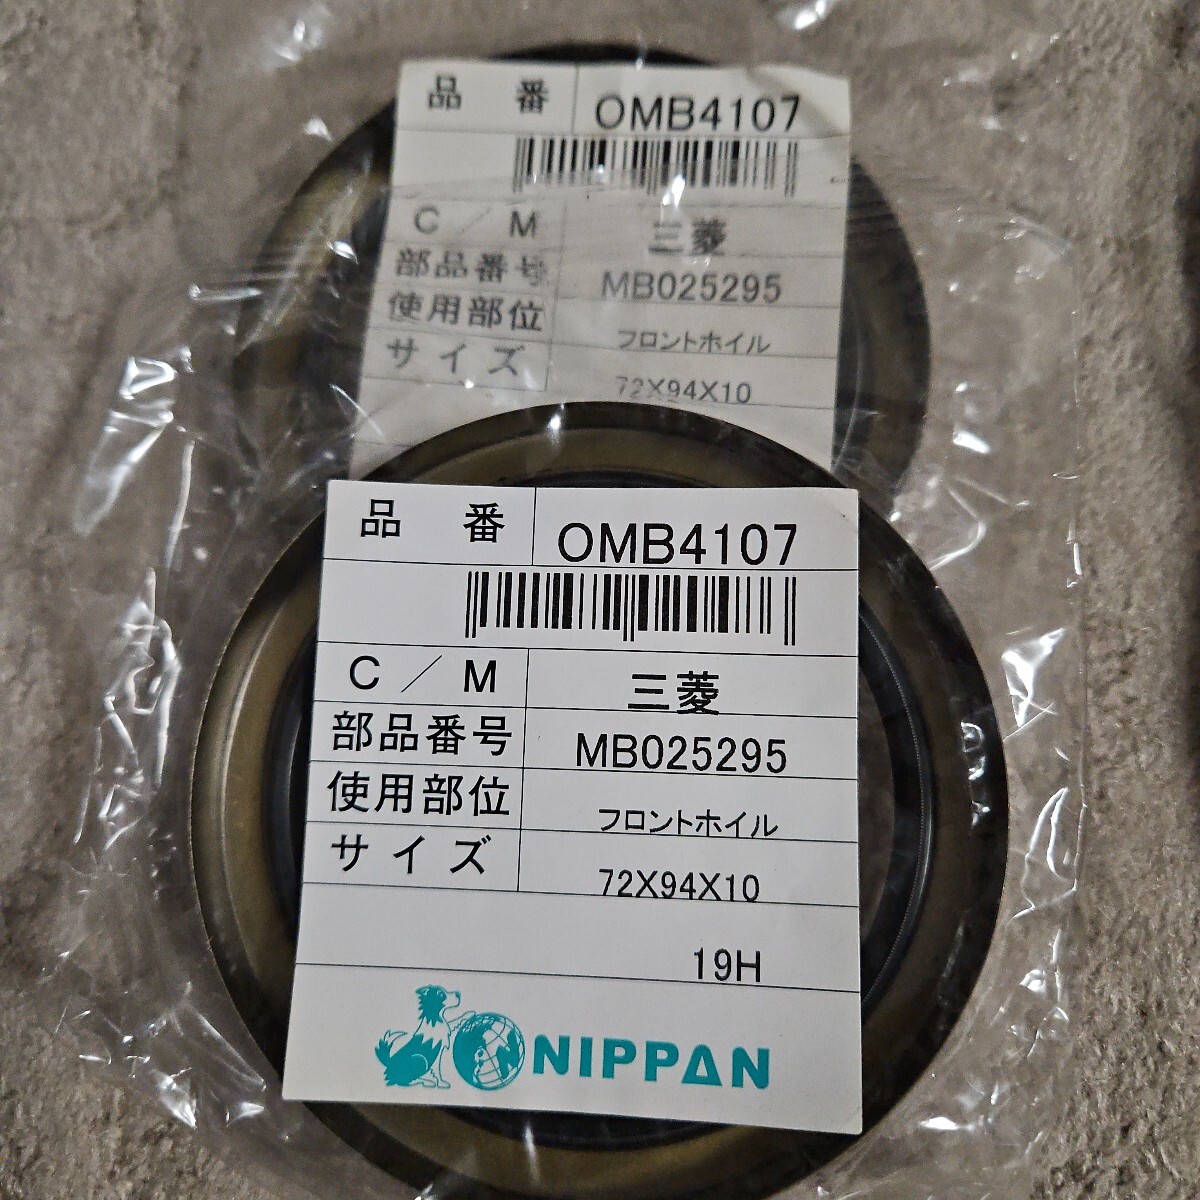 品 番 OMB4107
C ／ M 三菱
部品番号 MB025295
使用部位 フロントホイル
サイズ 72X94X10
品 番 OMB4107
C ／ M 三菱
部品番号 MB025295
使用部位 フロントホイル
サイズ 72X94X10
19H
NIPPAN